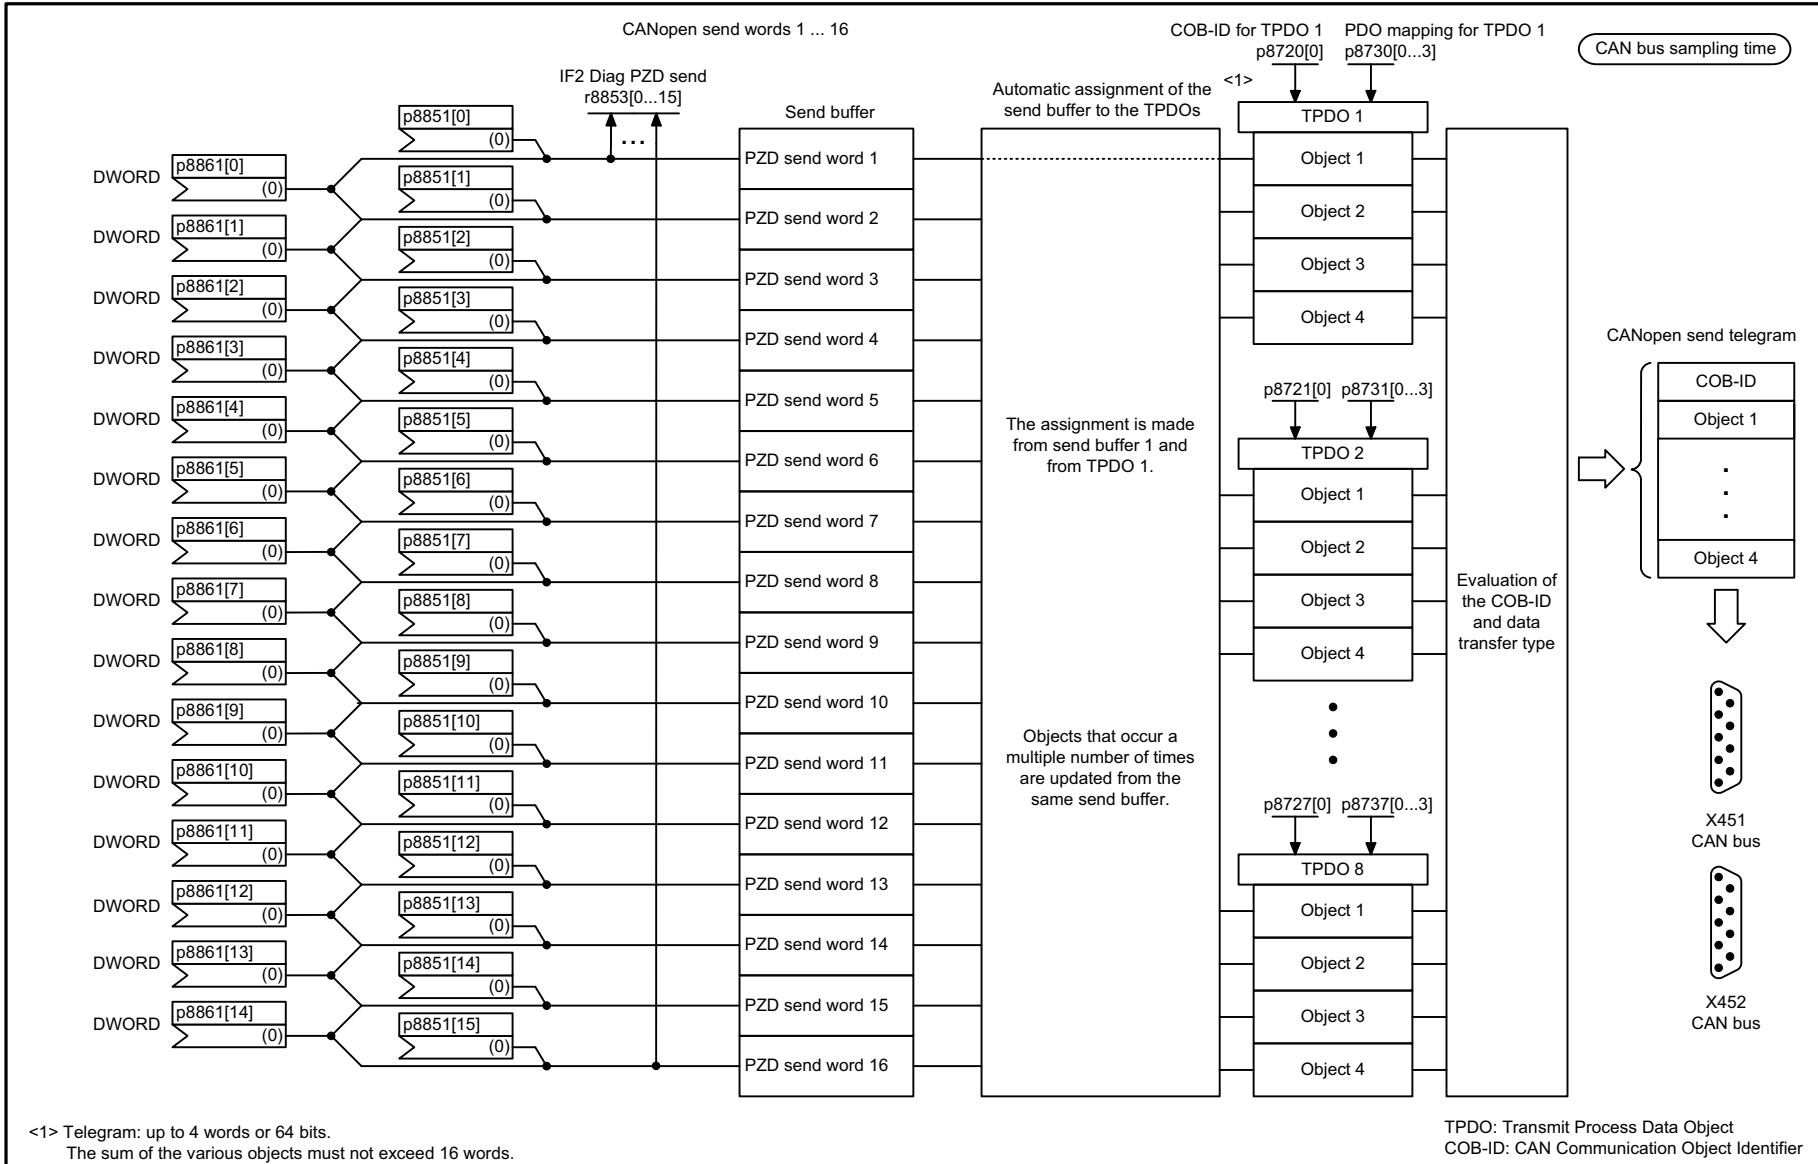 CANopen send words 1 ... 16
COB-ID for TPDO 1
p8720[0]
PDO mapping for TPDO 1
p8730[0...3]
CAN bus sampling time
<1>
IF2 Diag PZD send
r8853[0...15]
...
Send buffer
Automatic assignment of the
send buffer to the TPDOs
DWORD
p8861[0]
(0)
DWORD
p8861[1]
(0)
DWORD
p8861[2]
(0)
DWORD
p8861[3]
(0)
DWORD
p8861[4]
(0)
DWORD
p8861[5]
(0)
DWORD
p8861[6]
(0)
DWORD
p8861[7]
(0)
DWORD
p8861[8]
(0)
DWORD
p8861[9]
(0)
DWORD
p8861[10]
(0)
DWORD
p8861[11]
(0)
DWORD
p8861[12]
(0)
DWORD
p8861[13]
(0)
DWORD
p8861[14]
(0)
p8851[0]
(0)
p8851[1]
(0)
p8851[2]
(0)
p8851[3]
(0)
p8851[4]
(0)
p8851[5]
(0)
p8851[6]
(0)
p8851[7]
(0)
p8851[8]
(0)
p8851[9]
(0)
p8851[10]
(0)
p8851[11]
(0)
p8851[12]
(0)
p8851[13]
(0)
p8851[14]
(0)
p8851[15]
(0)
PZD send word 1
PZD send word 2
PZD send word 3
PZD send word 4
PZD send word 5
PZD send word 6
PZD send word 7
PZD send word 8
PZD send word 9
PZD send word 10
PZD send word 11
PZD send word 12
PZD send word 13
PZD send word 14
PZD send word 15
PZD send word 16
The assignment is made
from send buffer 1 and
from TPDO 1.
Objects that occur a
multiple number of times
are updated from the
same send buffer.
TPDO 1
Object 1
Object 2
Object 3
Object 4
p8721[0]
p8731[0...3]
TPDO 2
Object 1
Object 2
Object 3
Object 4
p8727[0]
p8737[0...3]
TPDO 8
Object 1
Object 2
Object 3
Object 4
Evaluation of
the COB-ID
and data
transfer type
CANopen send telegram
COB-ID
Object 1
.
.
.
Object 4
X451
CAN bus
X452
CAN bus
<1> Telegram: up to 4 words or 64 bits.
The sum of the various objects must not exceed 16 words.
TPDO: Transmit Process Data Object
COB-ID: CAN Communication Object Identifier